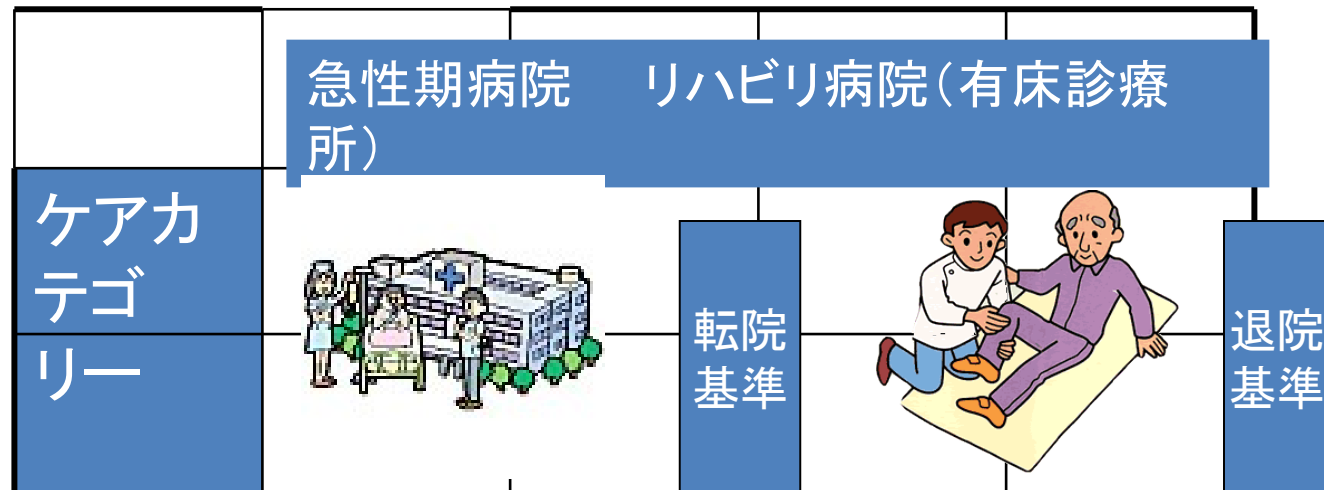 急性期病院　リハビリ病院（有床診療
所）
ケアカ
テゴ
リー
転院
基準
退院
基準